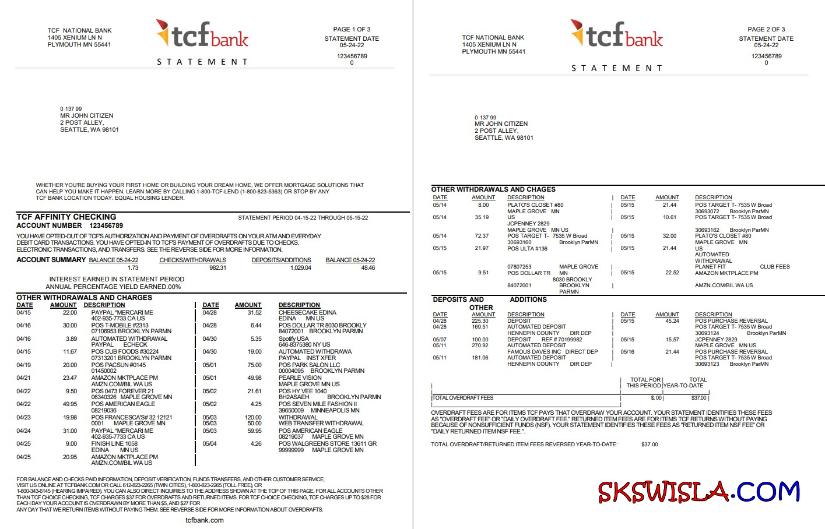 TCF NATIONAL BANK
1405 XENIUM LN N
PLYMOUTH MN 55441
tcfbank
STATEMENT
PAGE 1 OF 3
STATEMENT DATE
05-24-22
123456789
0
0 137 99
MR JOHN CITIZEN
2 POST ALLEY,
SEATTLE, WA 98101
WHETHER YOU'RE BUYING YOUR FIRST HOME OR BUILDING YOUR DREAM HOME, WE OFFER MORTGAGE SOLUTIONS THAT
CAN HELP YOU MAKE IT HAPPEN. LEARN MORE BY CALLING 1-800-TCF-LEND (1-800-823-5363) OR STOP BY ANY
TCF BANK LOCATION TODAY. EQUAL HOUSING LENDER.
TCF AFFINITY CHECKING STATEMENT PERIOD 04-15-22 THROUGH 05-15-22
ACCOUNT NUMBER 123456789
YOU HAVE OPTED-OUT OF TCF'S AUTHORIZATION AND PAYMENT OF OVERDRAFTS ON YOUR ATM AND EVERYDAY
DEBIT CARD TRANSACTIONS. YOU HAVE OPTED-IN TO TCF'S PAYMENT OF OVERDRAFTS DUE TO CHECKS.
ELECTRONIC TRANSACTIONS, AND TRANSFERS. SEE THE REVERSE SIDE FOR MORE INFORMATION.
ACCOUNT SUMMARY BALANCE 05-24-22 CHECKS/WITHDRAWALS DEPOSITS/ADDITIONS BALANCE 05-24-22
1.73 982.31 1,029.04 48.46
INTEREST EARNED IN STATEMENT PERIOD
ANNUAL PERCENTAGE YIELD EARNED.00%
OTHER WITHDRAWALS AND CHARGES
DATE AMOUNT DESCRIPTION DATE AMOUNT DESCRIPTION
04/15 22.00 PAYPAL *MERCARI ME 04/28 31.52 CHEESECAKE EDINA
402-935-7733 CA US EDINA MN US
04/16 30.00 POS T-MOBILE #2313 04/28 6.44 POS DOLLAR TR 8030 BROOKLY
07106983 BROOKLYN PARMN 84072001 BROOKLYN PARMN
04/16 3.89 AUTOMATED WITHDRAWAL 04/30 5.35 Spotify USA
PAYPAL ECHECK 646-8375380 NY US
04/15 11.67 POS CUB FOODS #30224 04/30 19.00 AUTOMATED WITHDRAWA
07313201 BROOKLYN PARMN PAYPAL INST XFER
04/19 20.00 POS PACSUN #0145 05/01 75.00 POS PARK SALON LLC
01450002 00004095 BROOKLYN PARMN
04/21 23.47 AMAZON MKTPLACE PM 05/01 49.98 PEARLE VISION
AMZN.COM/BIL WA US MAPLE GROVE MN US
04/22 9.50 POS 0473 FOREVER 21 05/01 21.60 POS HY VEE 1040
06340326 MAPLE GROVE MN BH2ASAEH BROOKLYN PARMN
04/22 49.95 POS AMERICAN EAGLE 05/02 4.25 POS SEVEN MILE FASHION II
08219036 39650009 MINNEAPOLIS MN
04/23 19.98 POS FRANCESCA'S# 32 12121 05/03 120.00 WITHDRAWAL
0001 MAPLE GROVE MN 05/03 50.00 WEB TRANSFER WITHDRAWAL
04/24 31.00 PAYPAL *MERCARI ME 05/03 59.95 POS AMERICAN EAGLE
402-935-7733 CA US 08219037 MAPLE GROVE MN
04/25 9.00 FINISH LINE 1058 05/04 4.26 POS WALGREENS STORE 13611 GR
EDINA MN US 99999999 MAPLE GROVE MN
04/25 20.95 AMAZON MKTPLACE PM
AMZN.COM/BIL WA US
FOR BALANCE AND CHECKS PAID INFORMATION, DEPOSIT VERIFICATION, FUNDS TRANSFERS, AND OTHER CUSTOMER SERVICE,
VISIT US ONLINE AT TCFBANK.COM OR CALL 612-823-2265 (TWIN CITIES), 1-800-823-2265 (TOLL FREE), OR
1-800-343-6145 (HEARING IMPAIRED). YOU CAN ALSO DIRECT INQUIRIES TO THE ADDRESS SHOWN AT THE TOP OF THIS PAGE. FOR ALL ACCOUNTS OTHER
THAN TCF CHOICE CHECKING, TCF CHARGES $37 FOR OVERDRAFTS AND RETURNED ITEMS. FOR TCF CHOICE CHECKING, TCF CHARGES UP TO $28 FOR
EACH DAY YOUR ACCOUNT IS OVERDRAWN BY MORE THAN $5, AND $27 FOR
ANY DAY THAT WE RETURN ITEMS WITHOUT PAYING THEM. SEE REVERSE SIDE FOR MORE INFORMATION ABOUT OVERDRAFTS.
tcfbank.com
TCF NATIONAL BANK
1405 XENIUM LN N
PLYMOUTH MN 55441
tcfbank
STATEMENT
PAGE 2 OF 3
STATEMENT DATE
05-24-22
123456789
0
0 137 99
MR JOHN CITIZEN
2 POST ALLEY,
SEATTLE, WA 98101
OTHER WITHDRAWALS AND CHAGES
DATE AMOUNT DESCRIPTION DATE AMOUNT DESCRIPTION
05/14 8.00 PLATO'S CLOSET #80 05/15 21.44 POS TARGET T- 7535 W Broad
MAPLE GROVE MN 30693072 Brooklyn ParMN
05/14 35.19 US 05/15 10.61 POS TARGET T- 7535 W Broad
JCPENNEY 2829 30693162 Brooklyn ParMN
MAPLE GROVE MN US
05/14 72.37 POS TARGET T- 7535 W Broad 05/15 32.00 PLATO'S CLOSET #80
30693160 Brooklyn ParMN MAPLE GROVE MN
05/15 21.97 POS ULTA #136 05/15 21.44 US
AUTOMATED
WITHDRAWAL
07807253 MAPLE GROVE PLANET FIT CLUB FEES
05/15 9.51 POS DOLLAR TR MN 05/15 22.52 AMAZON MKTPLACE PM
8030 BROOKLY
84072001 BROOKLYN AMZN.COM/BIL WA US
PARMN
DEPOSITS AND ADDITIONS
OTHER
04/28 225.30 DEPOSIT 05/15 45.24 POS PURCHASE REVERSAL
04/28 169.51 AUTOMATED DEPOSIT POS TARGET T- 7535 W Broad
HENNEPIN COUNTY DIR DEP 30693124 Brooklyn ParMN
05/07 100.00 DEPOSIT REF # 70199982 05/15 15.57 JCPENNEY 2829
05/11 270.92 AUTOMATED DEPOSIT MAPLE GROVE MN US
FAMOUS DAVES INC DIRECT DEP 05/16 21.44 POS PURCHASE REVERSAL
05/11 181.06 AUTOMATED DEPOSIT POS TARGET T- 7535 W Broad
HENNEPIN COUNTY DIR DEP 30693123 Brooklyn ParMN
TOTAL FOR TOTAL
THIS PERIOD YEAR-TO-DATE
TOTAL OVERDRAFT FEES $.00 $37.00
OVERDRAFT FEES ARE FOR ITEMS TCF PAYS THAT OVERDRAW YOUR ACCOUNT. YOUR STATEMENT IDENTIFIES THESE FEES
AS "OVERDRAFT FEE" OR "DAILY OVERDRAFT FEE." RETURNED ITEM FEES ARE FOR ITEMS TCF RETURNS WITHOUT PAYING
BECAUSE OF NONSUFFICIENT FUNDS (NSF). YOUR STATEMENT IDENTIFIES THESE FEES AS "RETURNED ITEM NSF FEE" OR
"DAILY RETURNED ITEM NSF FEE."
TOTAL OVERDRAFT/RETURNED ITEM FEES REVERSED YEAR-TO-DATE: $37.00
SKSWISLA.COM